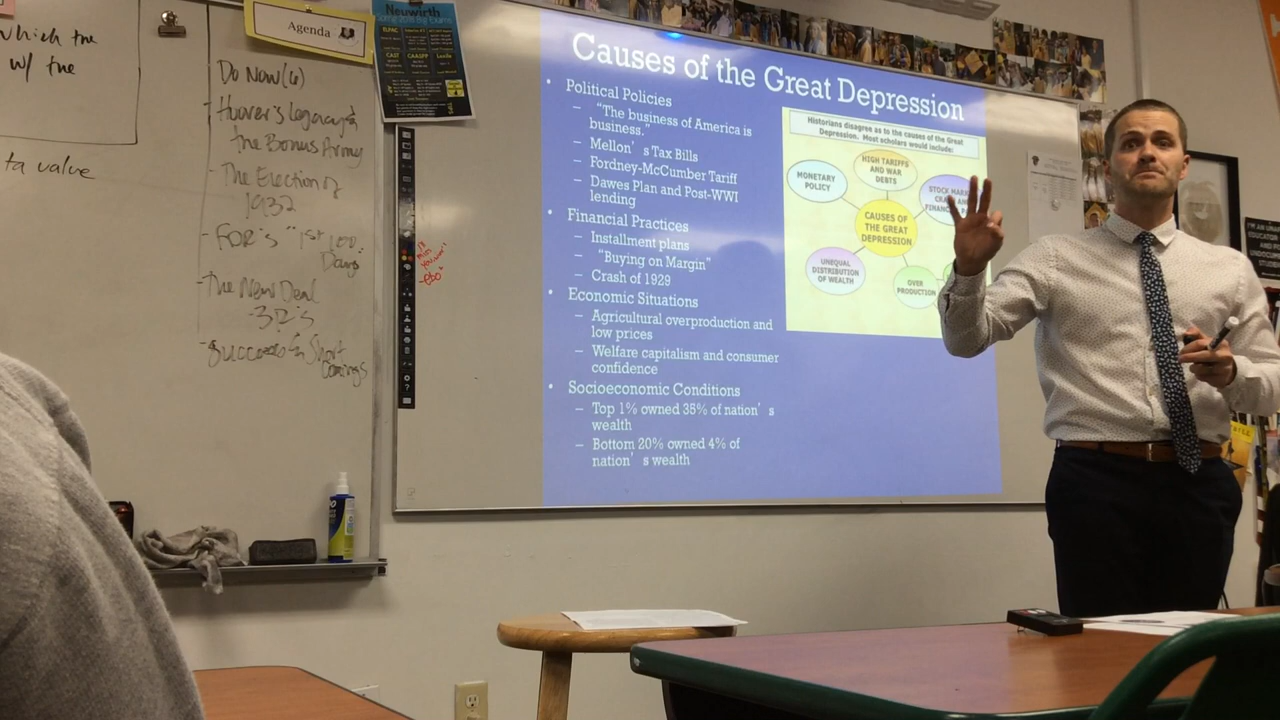 which the
w/ the
ta value
Agenda
Do Now (6)
- Hoover's Legacy &
the Bonus Army
- The Election of
1932
- FDR's "1st 100
Days"
- The New Deal
- 3 R's
- Successes & Short
Comings
Neuwirth
ELPAC
CAST
CAASPP
Causes of the Great Depression
• Political Policies
– "The business of America is
business."
– Mellon's Tax Bills
– Fordney-McCumber Tariff
– Dawes Plan and Post-WWI
lending
• Financial Practices
– Installment plans
– "Buying on Margin"
– Crash of 1929
• Economic Situations
– Agricultural overproduction and
low prices
– Welfare capitalism and consumer
confidence
• Socioeconomic Conditions
– Top 1% owned 35% of nation's
wealth
– Bottom 20% owned 4% of
nation's wealth
Historians disagree as to the causes of the Great
Depression. Most scholars would include:
HIGH TARIFFS
AND WAR
DEBTS
MONETARY
POLICY
STOCK
CAUSES OF
THE GREAT
DEPRESSION
UNEQUAL
DISTRIBUTION
OF WEALTH
OVER
PRODUCTION